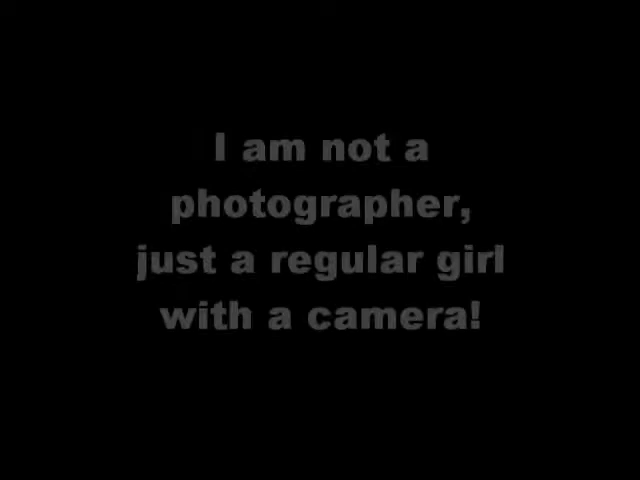 I am not a
photographer,
just a regular girl
with a camera!